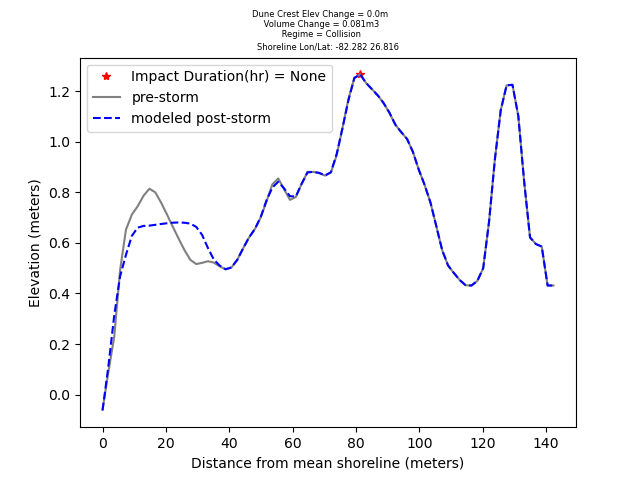 Dune Crest Elev Change = 0.0m
Volume Change = 0.081m3
Regime = Collision
Shoreline Lon/Lat: -82.282 26.816
Impact Duration(hr) = None
pre-storm
modeled post-storm
1.2
1.0
0.8
0.6
0.4
0.2
0.0
Elevation (meters)
0 20 40 60 80 100 120 140
Distance from mean shoreline (meters)